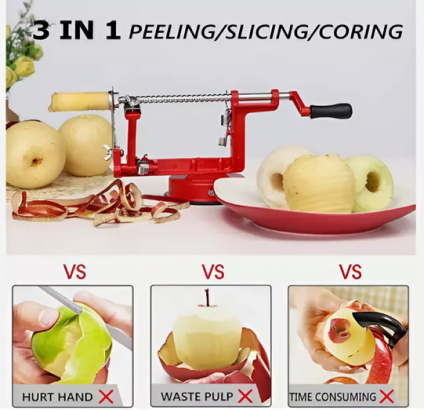 3 IN 1 PEELING/SLICING/CORING
VS VS VS
HURT HAND WASTE PULP TIME CONSUMING